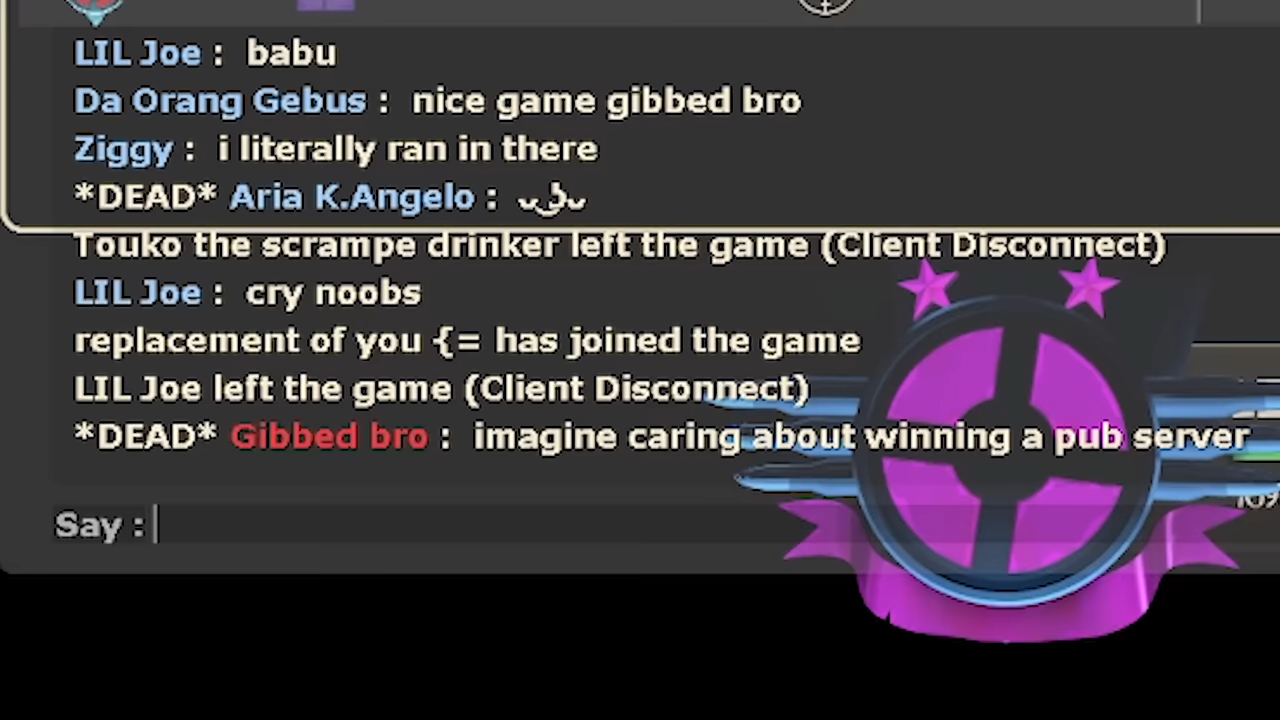 LIL Joe :  babu
Da Orang Gebus :  nice game gibbed bro
Ziggy :  i literally ran in there
*DEAD* Aria K.Angelo :
Touko the scrampe drinker left the game (Client Disconnect)
LIL Joe :  cry noobs
replacement of you {= has joined the game
LIL Joe left the game (Client Disconnect)
*DEAD* Gibbed bro :  imagine caring about winning a pub server
Say :